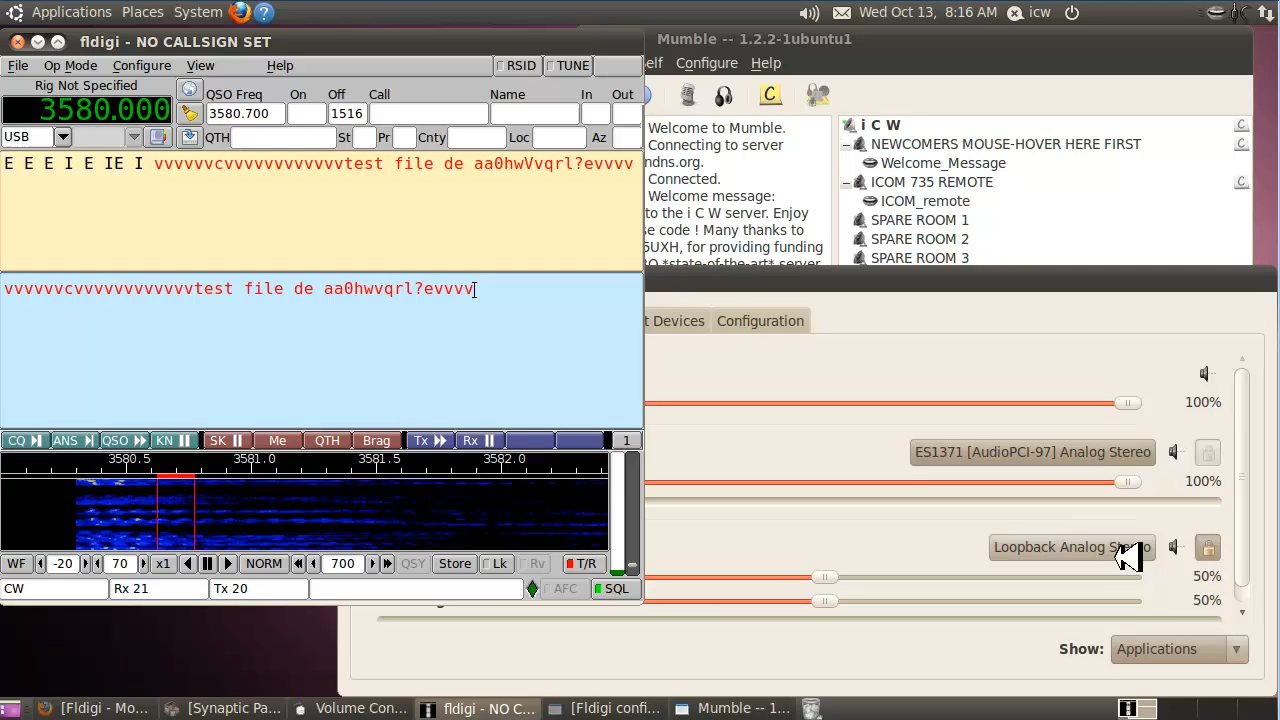 Applications Places System Wed Oct 13, 8:16 AM icw
fldigi - NO CALLSIGN SET
File Op Mode Configure View Help RSID TUNE
Rig Not Specified QSO Freq On Off Call Name In Out
3580.000 3580.700 1516
USB QTH St Pr Cnty Loc Az
E E E I E IE I vvvvvvcvvvvvvvvvvvvtest file de aa0hwVvqrl?evvvv
vvvvvvcvvvvvvvvvvvvtest file de aa0hwvqrl?evvvv
CQ ANS QSO KN SK Me QTH Brag Tx Rx 1
3580.5 3581.0 3581.5 3582.0
WF -20 70 x1 NORM 700 QSY Store Lk Rv T/R
CW Rx 21 Tx 20 AFC SQL
Mumble -- 1.2.2-1ubuntu1
elf Configure Help
C
Welcome to Mumble.
Connecting to server
ndns.org.
Connected.
Welcome message:
to the i C W server. Enjoy
se code ! Many thanks to
6UXH, for providing funding
*state-of-the-art* server
i C W C
NEWCOMERS MOUSE-HOVER HERE FIRST C
Welcome_Message
ICOM 735 REMOTE C
ICOM_remote
SPARE ROOM 1
SPARE ROOM 2
SPARE ROOM 3
t Devices Configuration
100%
ES1371 [AudioPCI-97] Analog Stereo
100%
Loopback Analog Stereo
50%
50%
Show: Applications
[Fldigi - Mo... [Synaptic Pa... Volume Con... fldigi - NO C... [Fldigi confi... Mumble -- 1...